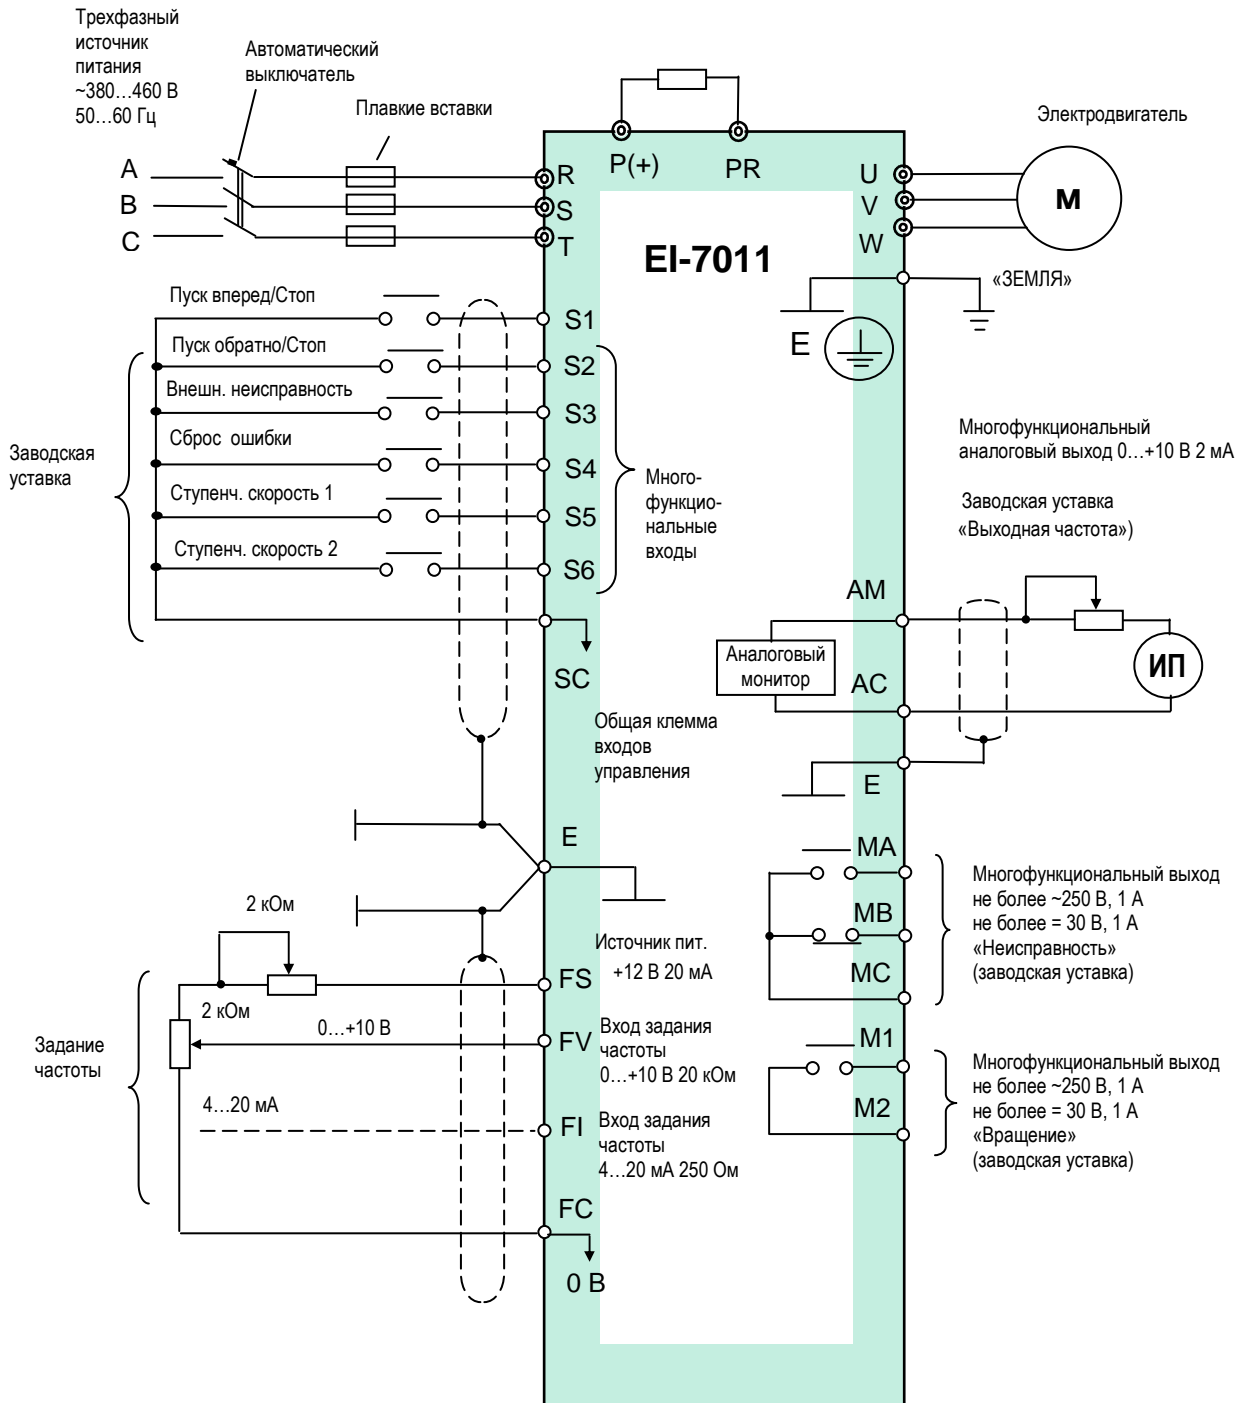 Трехфазный
источник
питания
~380…460 В
50…60 Гц
Автоматический
выключатель
Плавкие вставки
Электродвигатель
P(+)
PR
A
B
C
R
S
T
U
V
W
М
EI-7011
«ЗЕМЛЯ»
E
Пуск вперед/Стоп
S1
Пуск обратно/Стоп
S2
Внешн. неисправность
S3
Сброс ошибки
S4
Ступенч. скорость 1
S5
Ступенч. скорость 2
S6
Заводская
уставка
Много-
функцио-
нальные
входы
SC
Общая клемма
входов
управления
Многофункциональный
аналоговый выход 0…+10 В 2 мА
Заводская уставка
«Выходная частота»)
AM
Аналоговый
монитор
AC
ИП
E
E
MA
MB
MC
Многофункциональный выход
не более ~250 В, 1 А
не более = 30 В, 1 А
«Неисправность»
(заводская уставка)
M1
M2
Многофункциональный выход
не более ~250 В, 1 А
не более = 30 В, 1 А
«Вращение»
(заводская уставка)
2 кОм
Источник пит.
+12 В 20 мА
FS
2 кОм
0…+10 В
FV
Вход задания
частоты
0…+10 В 20 кОм
Задание
частоты
4…20 мА
FI
Вход задания
частоты
4…20 мА 250 Ом
FC
0 В